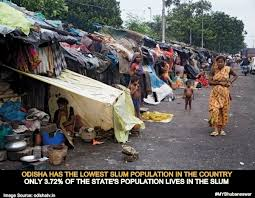 ODISHA HAS THE LOWEST SLUM POPULATION IN THE COUNTRY
ONLY 3.72% OF THE STATE'S POPULATION LIVES IN THE SLUM
Image Source: odishatv.in
#MYBhubaneswar